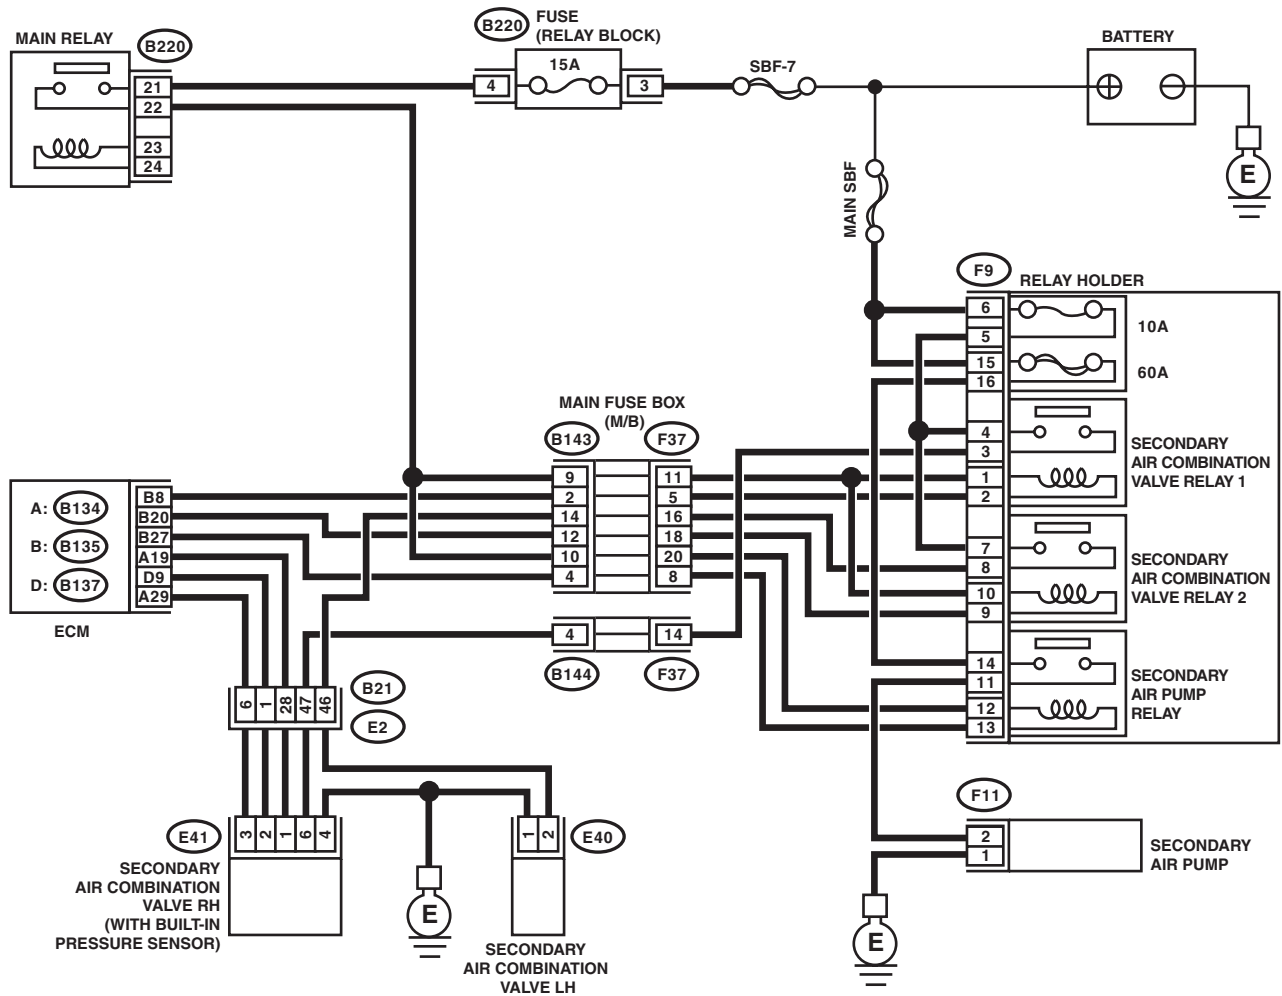 MAIN RELAY
B220
21
22
23
24
B220
FUSE
(RELAY BLOCK)
15A
4
3
SBF-7
BATTERY
E
MAIN SBF
F9
RELAY HOLDER
6
5
15
16
4
3
1
2
7
8
10
9
14
11
12
13
10A
60A
SECONDARY
AIR COMBINATION
VALVE RELAY 1
SECONDARY
AIR COMBINATION
VALVE RELAY 2
SECONDARY
AIR PUMP
RELAY
MAIN FUSE BOX
(M/B)
B143
F37
9
11
2
5
14
16
12
18
10
20
4
8
4
14
B144
F37
A: B134
B: B135
D: B137
ECM
B8
B20
B27
A19
D9
A29
6
1
28
47
46
B21
E2
E41
3
2
1
6
4
SECONDARY
AIR COMBINATION
VALVE RH
(WITH BUILT-IN
PRESSURE SENSOR)
E
1
2
E40
SECONDARY
AIR COMBINATION
VALVE LH
F11
2
1
SECONDARY
AIR PUMP
E